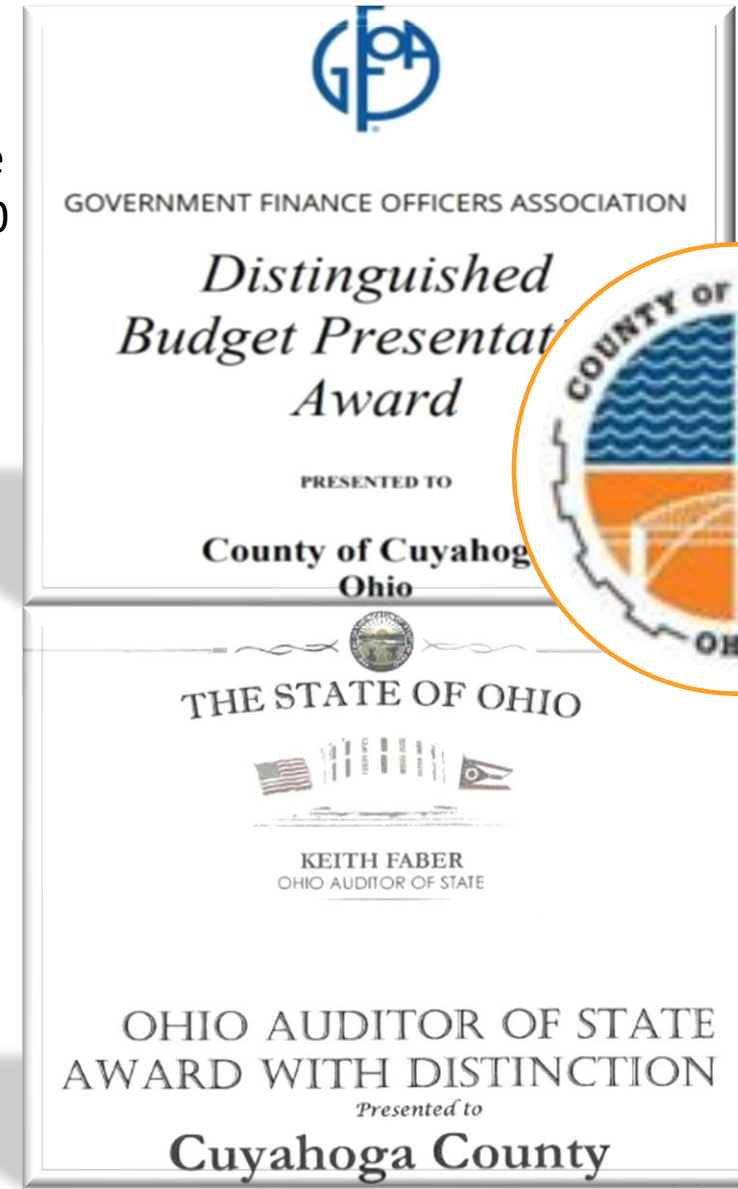 e
0
GFOA
GOVERNMENT FINANCE OFFICERS ASSOCIATION
Distinguished
Budget Presentat
Award
PRESENTED TO
County of Cuyahog
Ohio
COUNTY OF
OH
THE STATE OF OHIO
KEITH FABER
OHIO AUDITOR OF STATE
OHIO AUDITOR OF STATE
AWARD WITH DISTINCTION
Presented to
Cuyahoga County